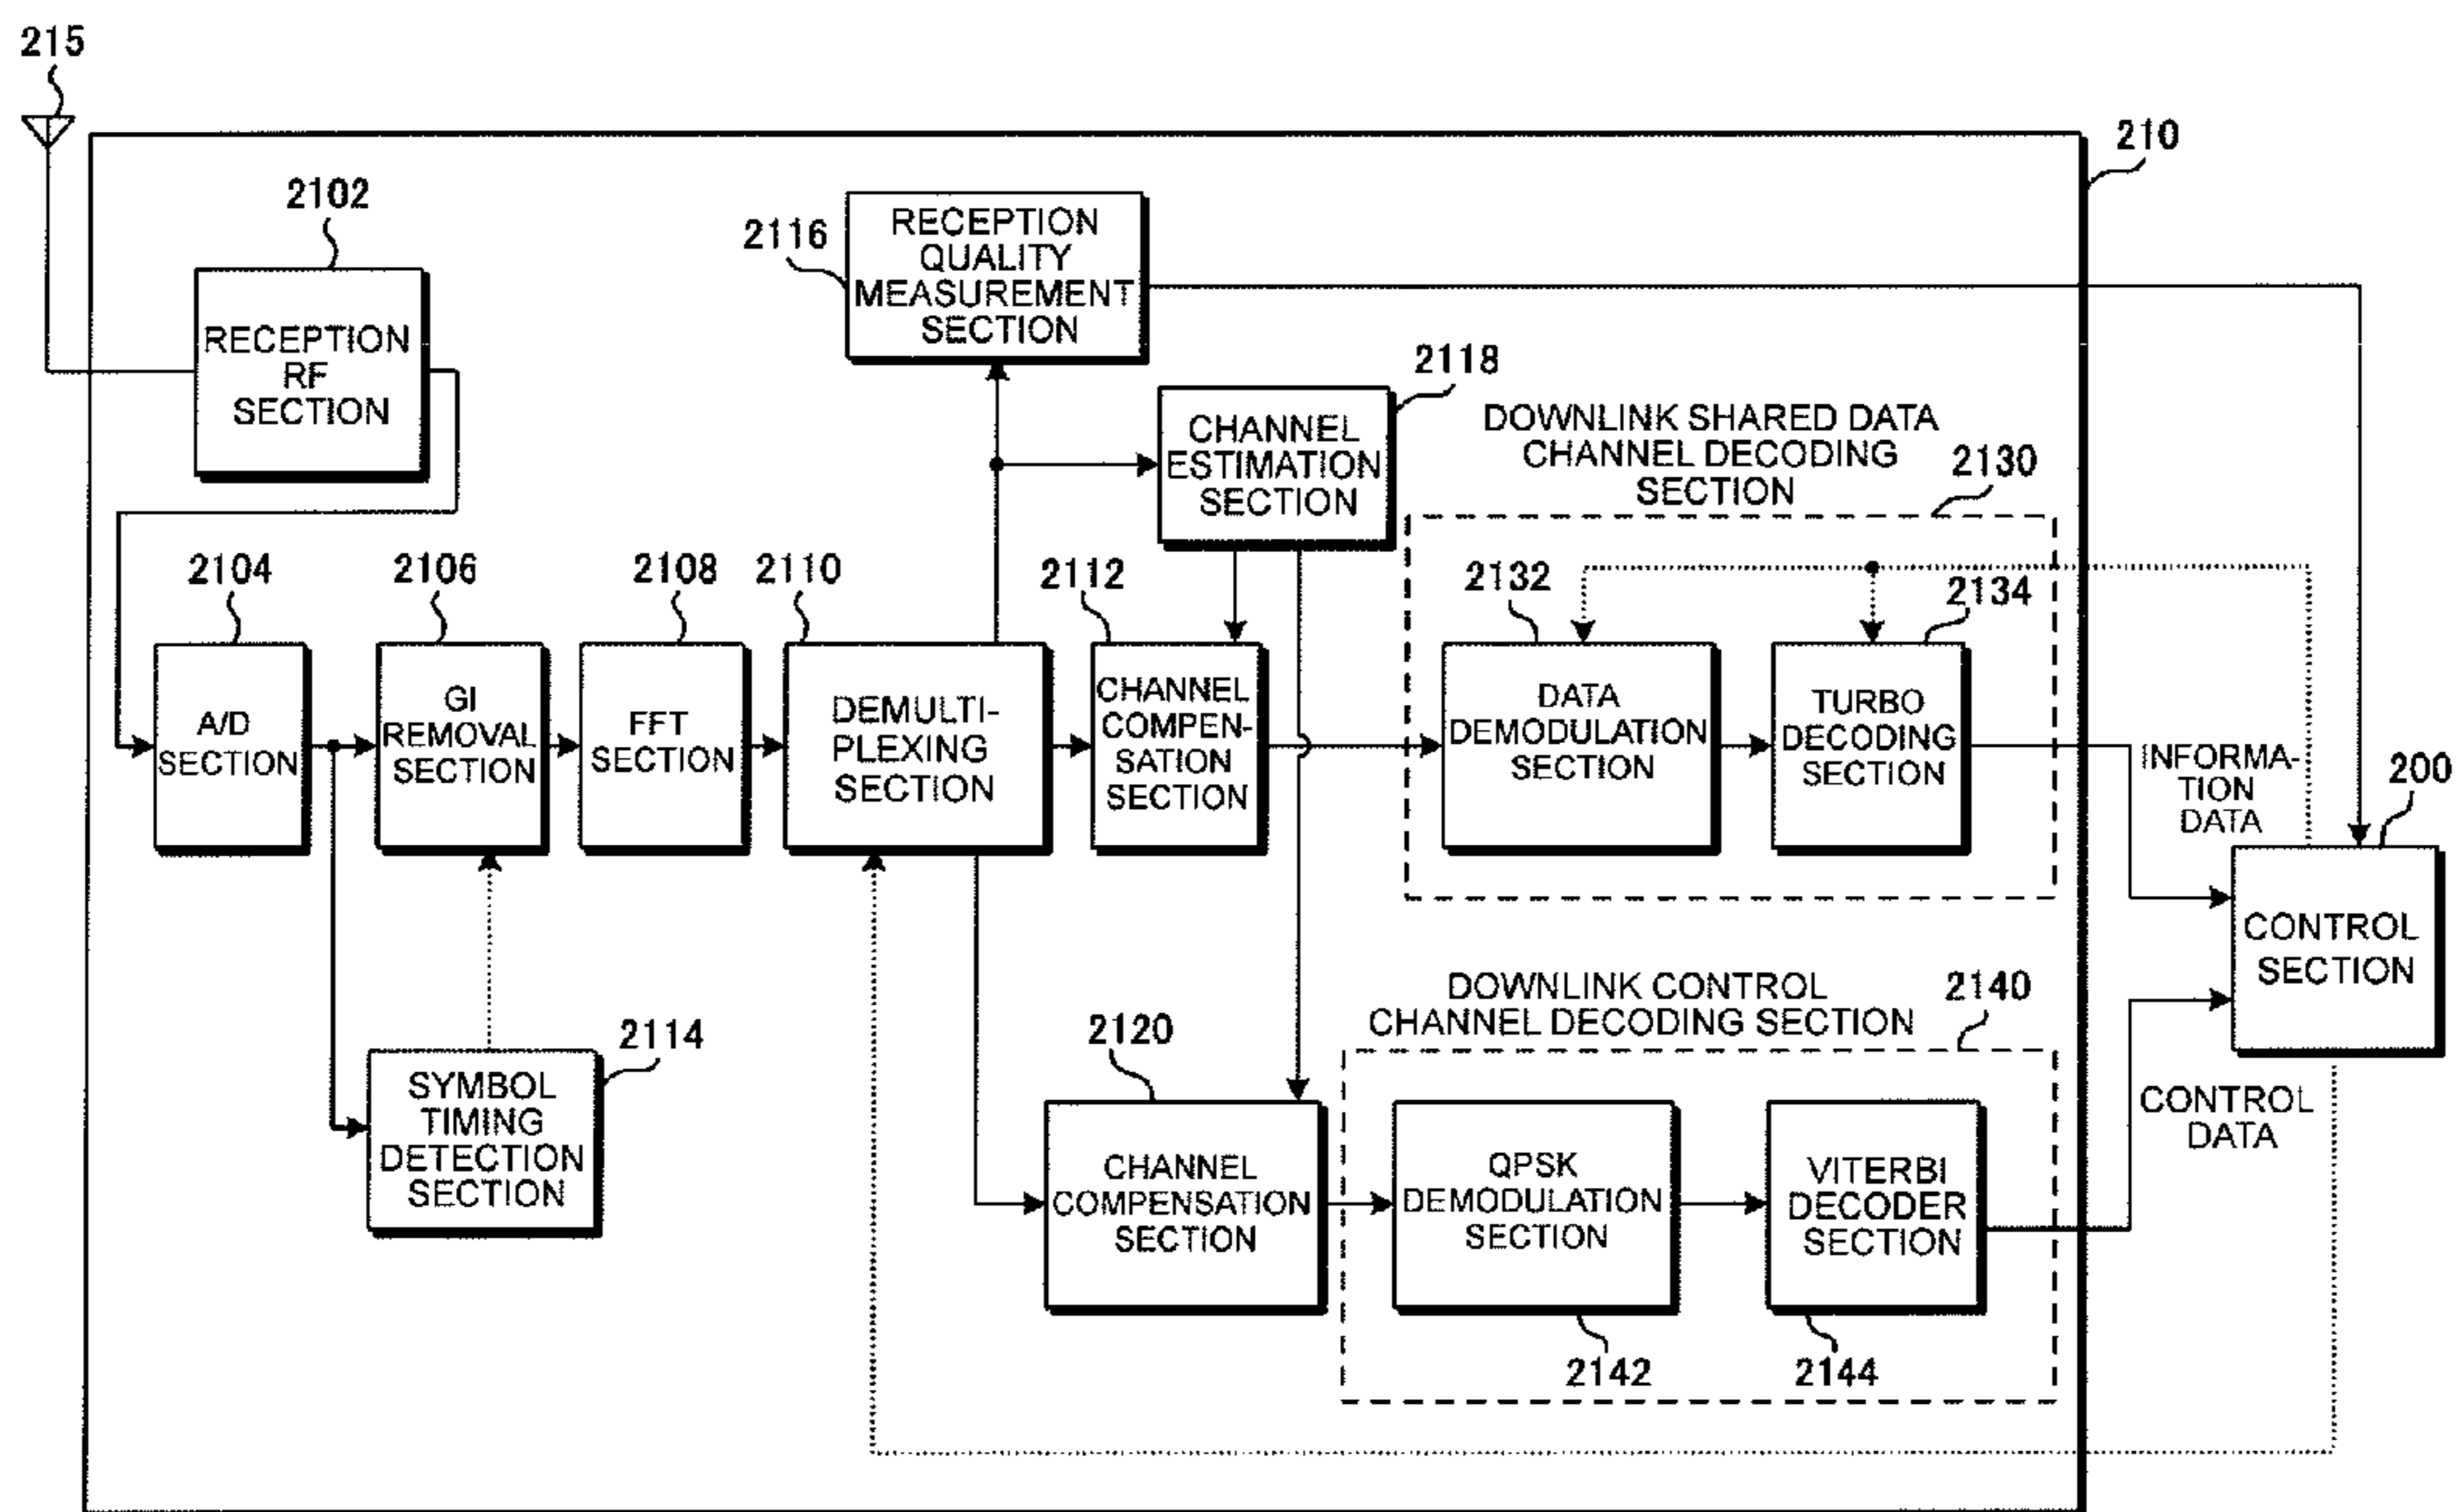 215
210
2102
RECEPTION
RF
SECTION
2116
RECEPTION
QUALITY
MEASUREMENT
SECTION
2118
CHANNEL
ESTIMATION
SECTION
DOWNLINK SHARED DATA
CHANNEL DECODING
SECTION
2130
2104
A/D
SECTION
2106
GI
REMOVAL
SECTION
2108
FFT
SECTION
2110
DEMULTI-
PLEXING
SECTION
2112
CHANNEL
COMPEN-
SATION
SECTION
2132
DATA
DEMODULATION
SECTION
2134
TURBO
DECODING
SECTION
INFORMA-
TION
DATA
200
CONTROL
SECTION
2114
SYMBOL
TIMING
DETECTION
SECTION
2120
CHANNEL
COMPENSATION
SECTION
DOWNLINK CONTROL
CHANNEL DECODING SECTION
2140
QPSK
DEMODULATION
SECTION
2142
VITERBI
DECODER
SECTION
2144
CONTROL
DATA